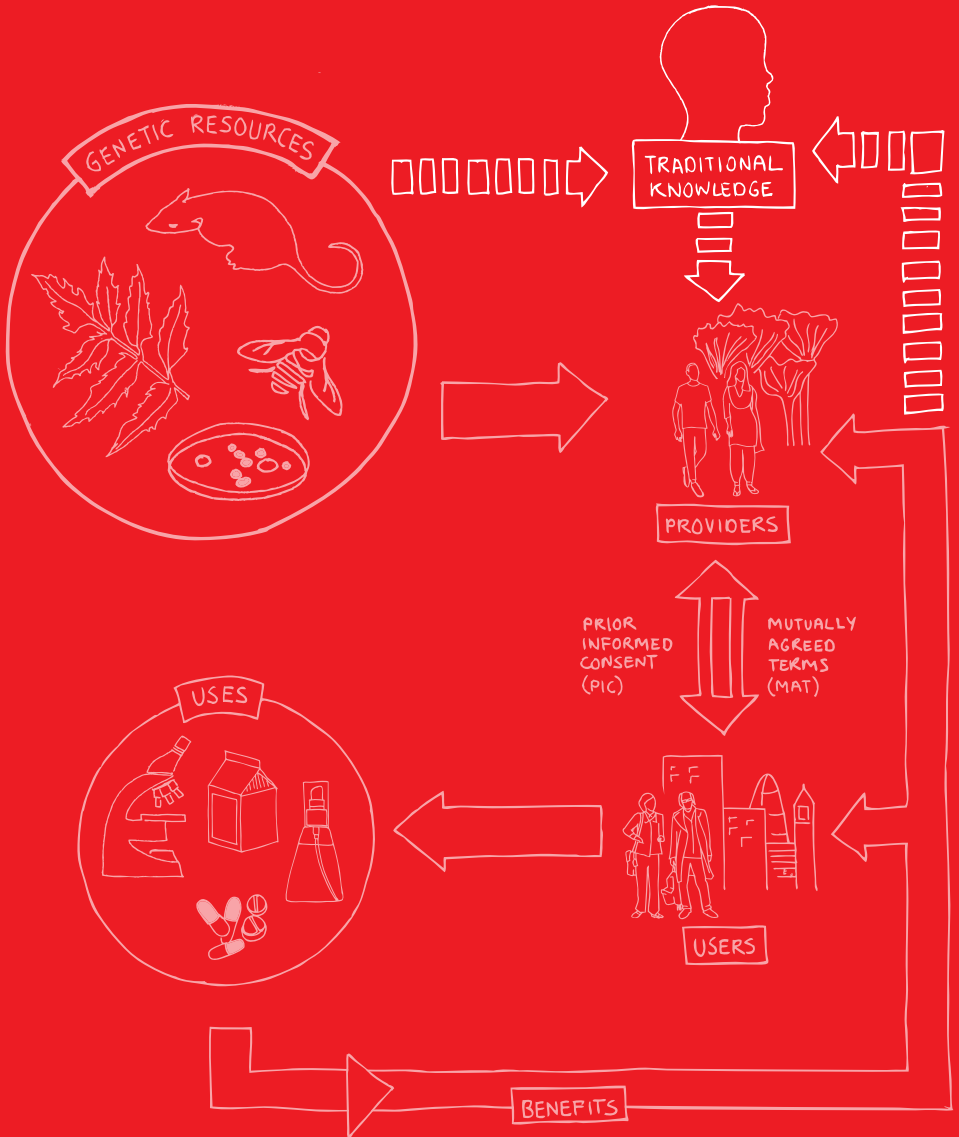 GENETIC RESOURCES
TRADITIONAL
KNOWLEDGE
PROVIDERS
PRIOR
INFORMED
CONSENT
(PIC)
MUTUALLY
AGREED
TERMS
(MAT)
USES
USERS
BENEFITS